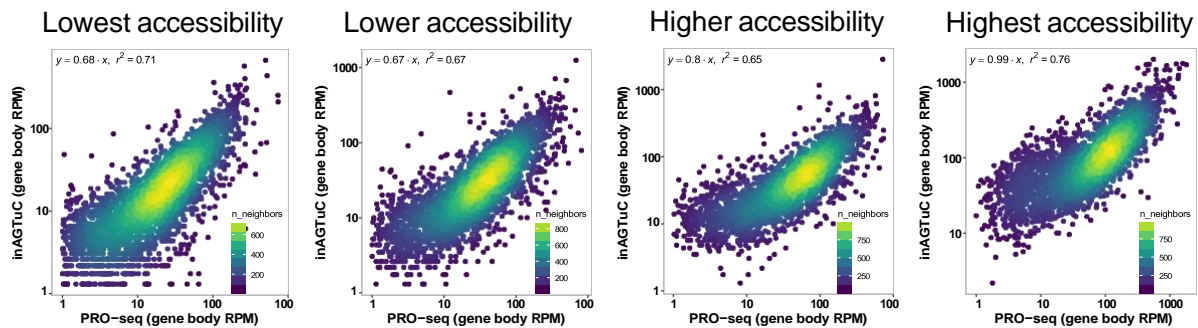 Lowest accessibility
y = 0.68 · x, r² = 0.71
inAGTuC (gene body RPM)
100
10
1
n_neighbors
600
400
200
1 10 100 100
PRO−seq (gene body RPM)
Lower accessibility
y = 0.67 · x, r² = 0.67
inAGTuC (gene body RPM)
1000
100
10
1
n_neighbors
800
600
400
200
1 10 100 100
PRO−seq (gene body RPM)
Higher accessibility
y = 0.8 · x, r² = 0.65
inAGTuC (gene body RPM)
1000
100
10
1
n_neighbors
750
500
250
1 10 100 100
PRO−seq (gene body RPM)
Highest accessibility
y = 0.99 · x, r² = 0.76
inAGTuC (gene body RPM)
1000
100
10
n_neighbors
750
500
250
1 10 100 1000
PRO−seq (gene body RPM)